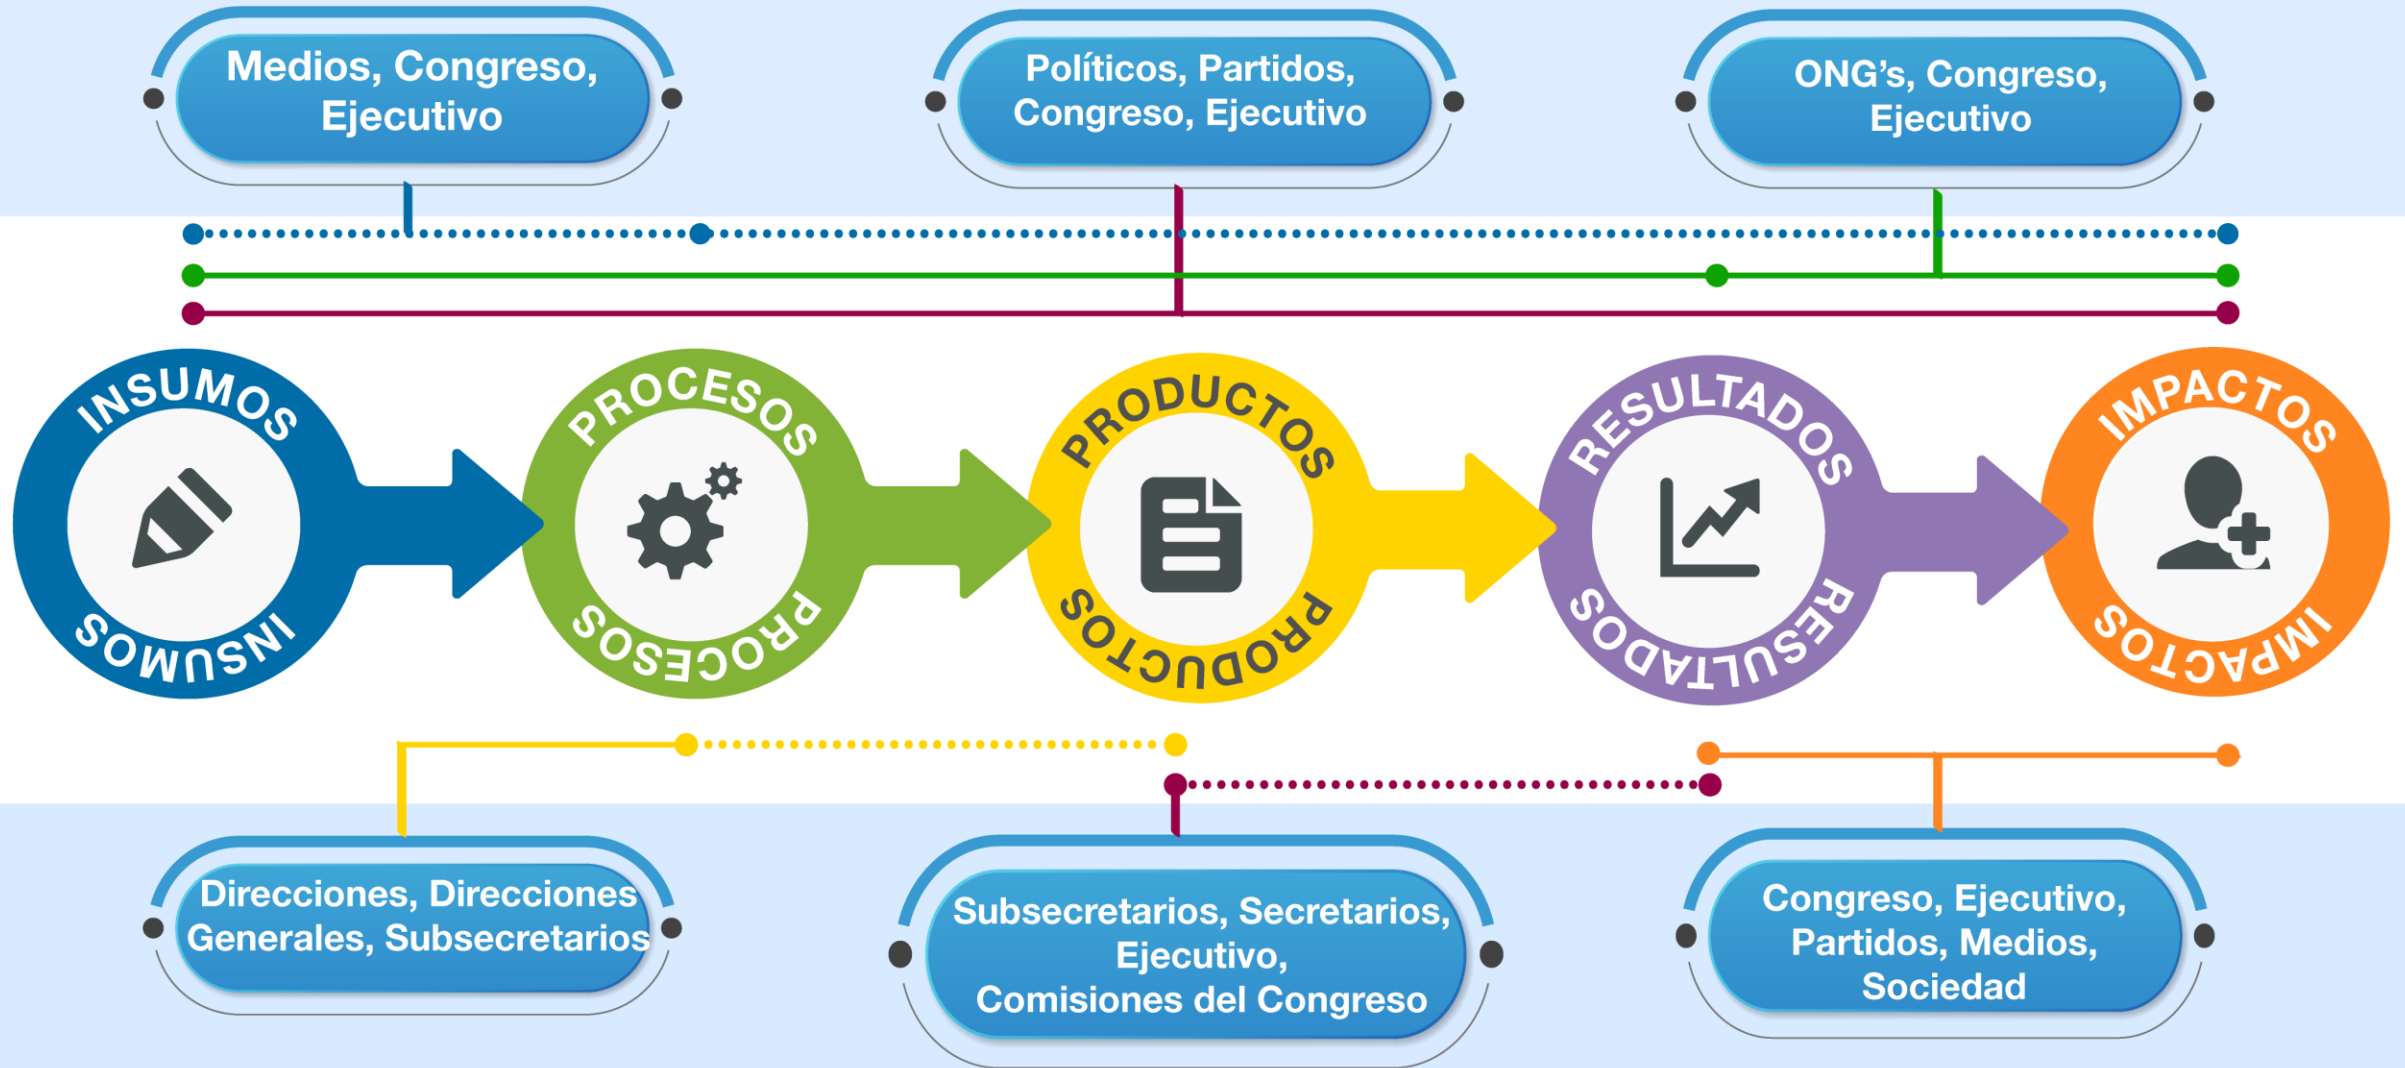 Medios, Congreso,
Ejecutivo
Políticos, Partidos,
Congreso, Ejecutivo
ONG’s, Congreso,
Ejecutivo
INSUMOS
INSUMOS
PROCESOS
PROCESOS
PRODUCTOS
PRODUCTOS
RESULTADOS
RESULTADOS
IMPACTOS
IMPACTOS
Direcciones, Direcciones
Generales, Subsecretarios
Subsecretarios, Secretarios,
Ejecutivo,
Comisiones del Congreso
Congreso, Ejecutivo,
Partidos, Medios,
Sociedad